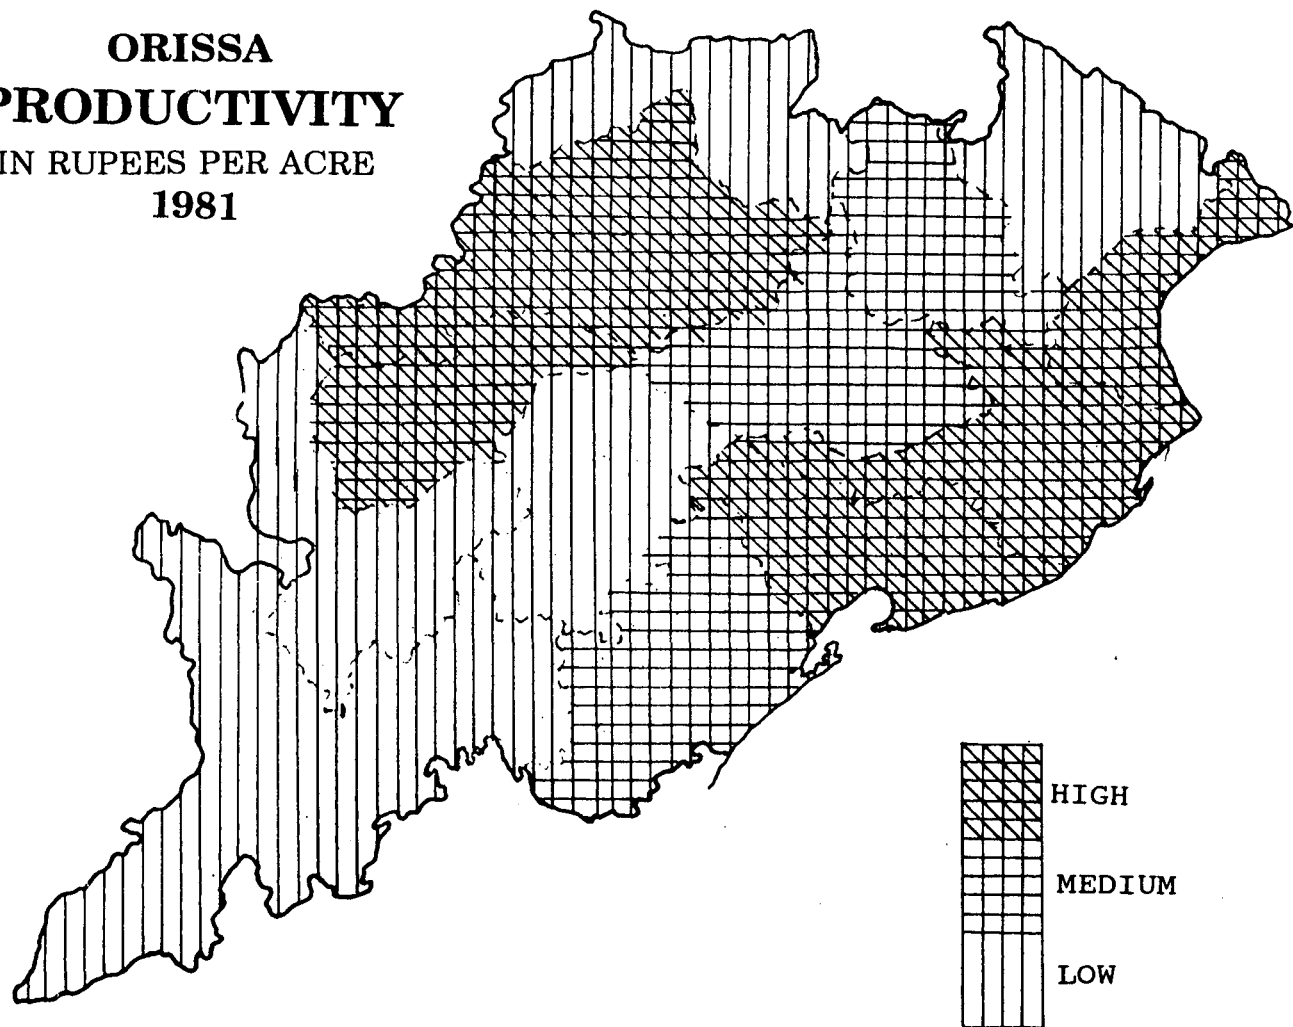 ORISSA
PRODUCTIVITY
IN RUPEES PER ACRE
1981
HIGH
MEDIUM
LOW